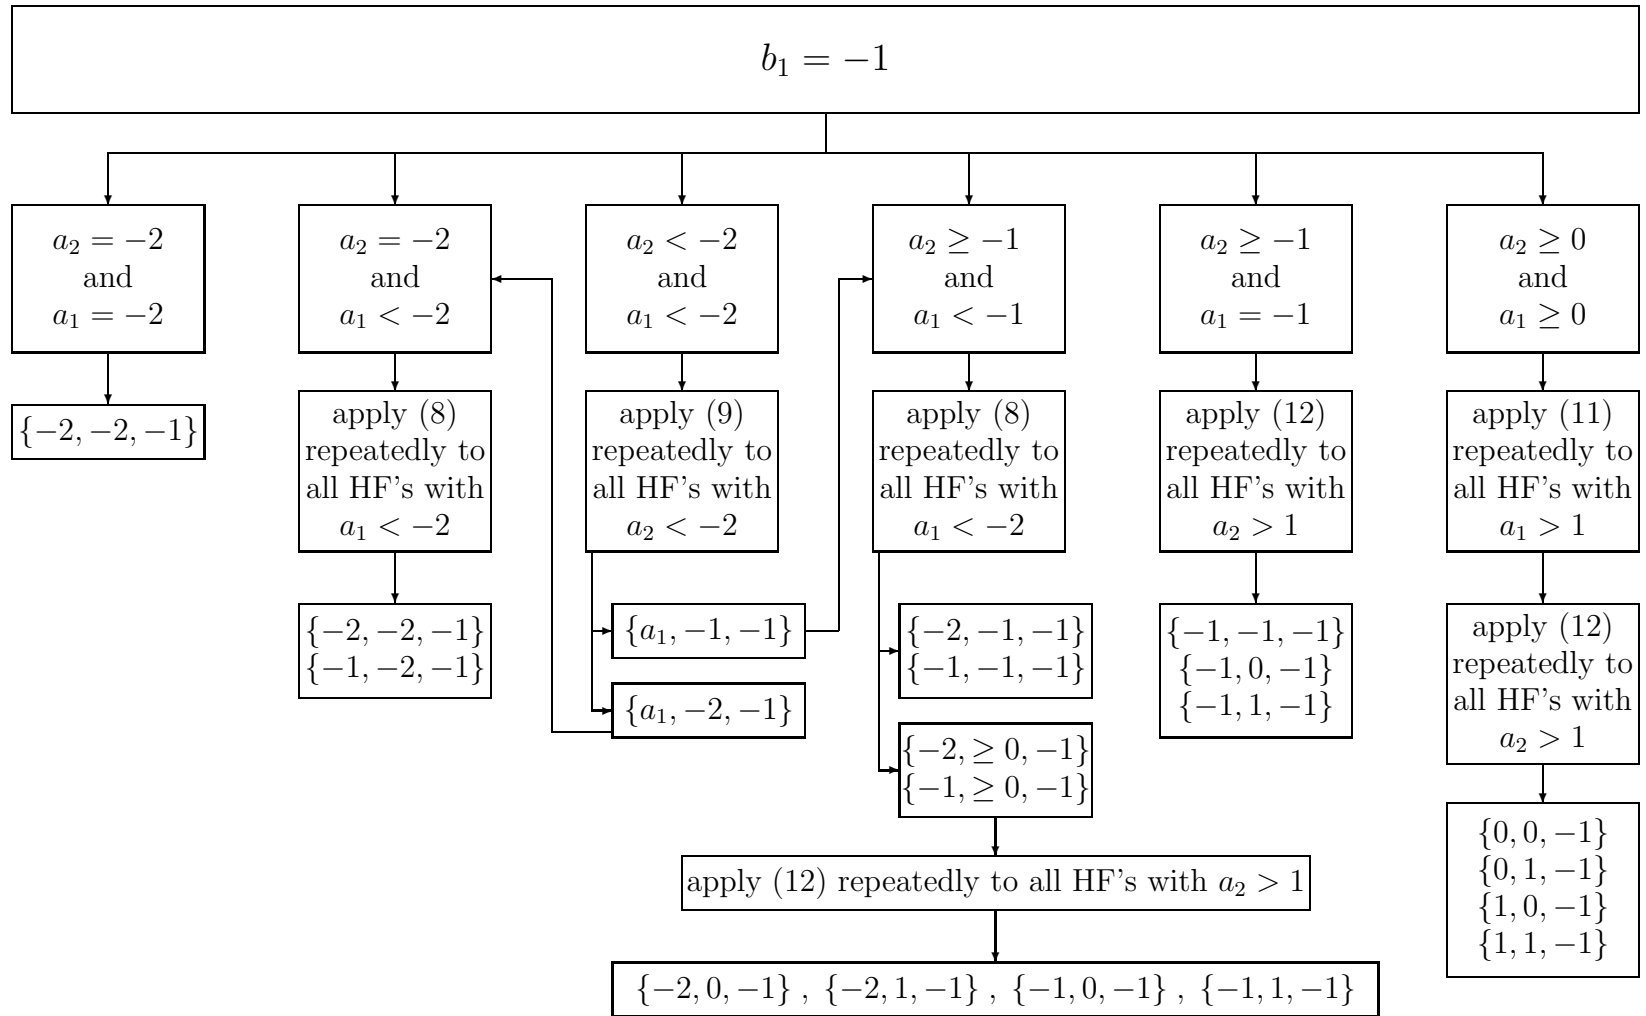 b₁ = −1
a₂ = −2
and
a₁ = −2
a₂ = −2
and
a₁ < −2
a₂ < −2
and
a₁ < −2
a₂ ≥ −1
and
a₁ < −1
a₂ ≥ −1
and
a₁ = −1
a₂ ≥ 0
and
a₁ ≥ 0
{−2, −2, −1}
apply (8)
repeatedly to
all HF's with
a₁ < −2
apply (9)
repeatedly to
all HF's with
a₂ < −2
apply (8)
repeatedly to
all HF's with
a₁ < −2
apply (12)
repeatedly to
all HF's with
a₂ > 1
apply (11)
repeatedly to
all HF's with
a₁ > 1
{−2, −2, −1}
{−1, −2, −1}
{a₁, −1, −1}
{a₁, −2, −1}
{−2, −1, −1}
{−1, −1, −1}
{−2, ≥ 0, −1}
{−1, ≥ 0, −1}
{−1, −1, −1}
{−1, 0, −1}
{−1, 1, −1}
apply (12)
repeatedly to
all HF's with
a₂ > 1
apply (12) repeatedly to all HF's with a₂ > 1
{0, 0, −1}
{0, 1, −1}
{1, 0, −1}
{1, 1, −1}
{−2, 0, −1} , {−2, 1, −1} , {−1, 0, −1} , {−1, 1, −1}